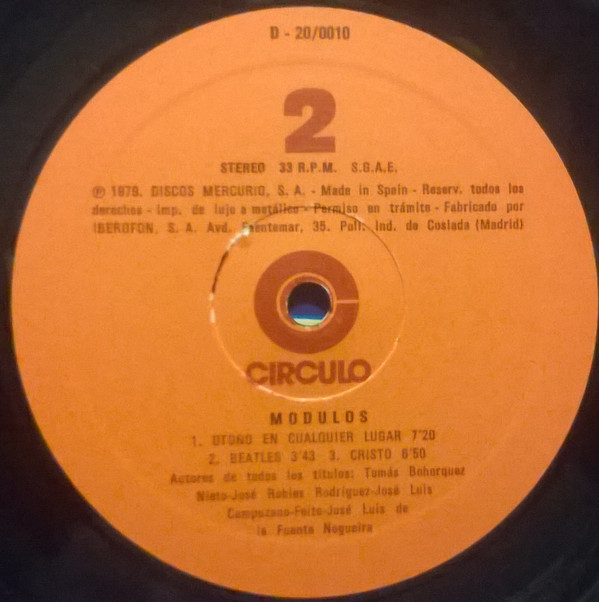 D - 20/0010
2
STEREO 33 R.P.M. S.G.A.E.
℗ 1979. DISCOS MERCURIO, S. A. - Made in Spain - Reserv. todos los
derechos - Imp. de lujo a metálico - Permiso en trámite - Fabricado por
IBEROFON, S. A. Avd. Fuentemar, 35. Pol. Ind. de Coslada (Madrid)
CIRCULO
MODULOS
1. OTOÑO EN CUALQUIER LUGAR 7'20
2. BEATLES 3'43 3. CRISTO 6'50
Autores de todos los títulos: Tomás Bohorquez
Nieto-José Robles Rodríguez-José Luis
Campuzano-Feito-José Luis de
la Fuente Nogueira